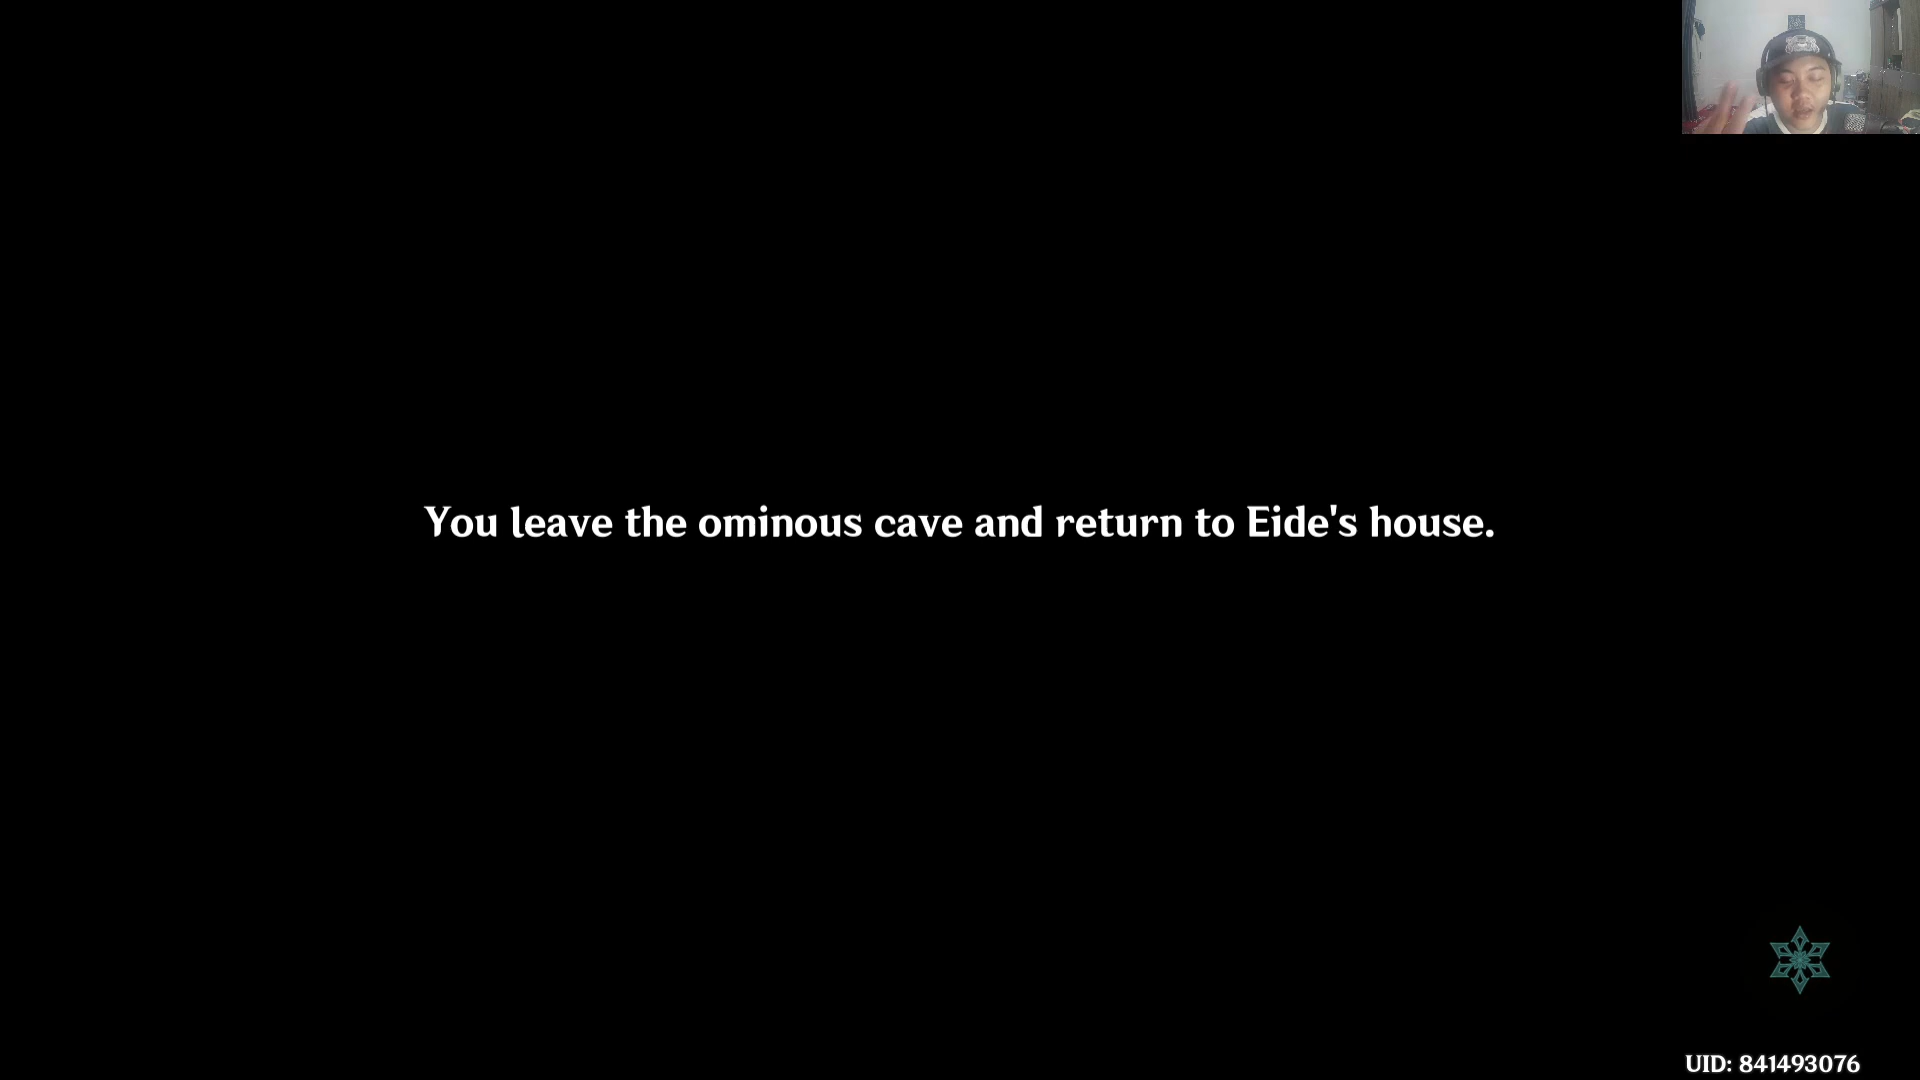 You leave the ominous cave and return to Eide's house.
UID: 841493076